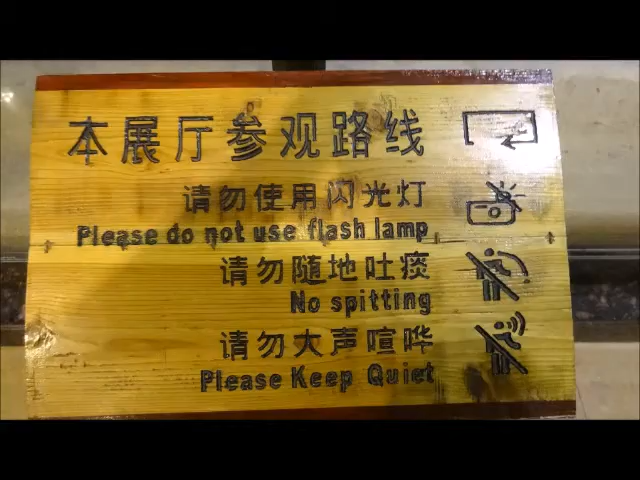 本展厅参观路线
请勿使用闪光灯
Please do not use flash lamp
请勿随地吐痰
No spitting
请勿大声喧哗
Please Keep Quiet